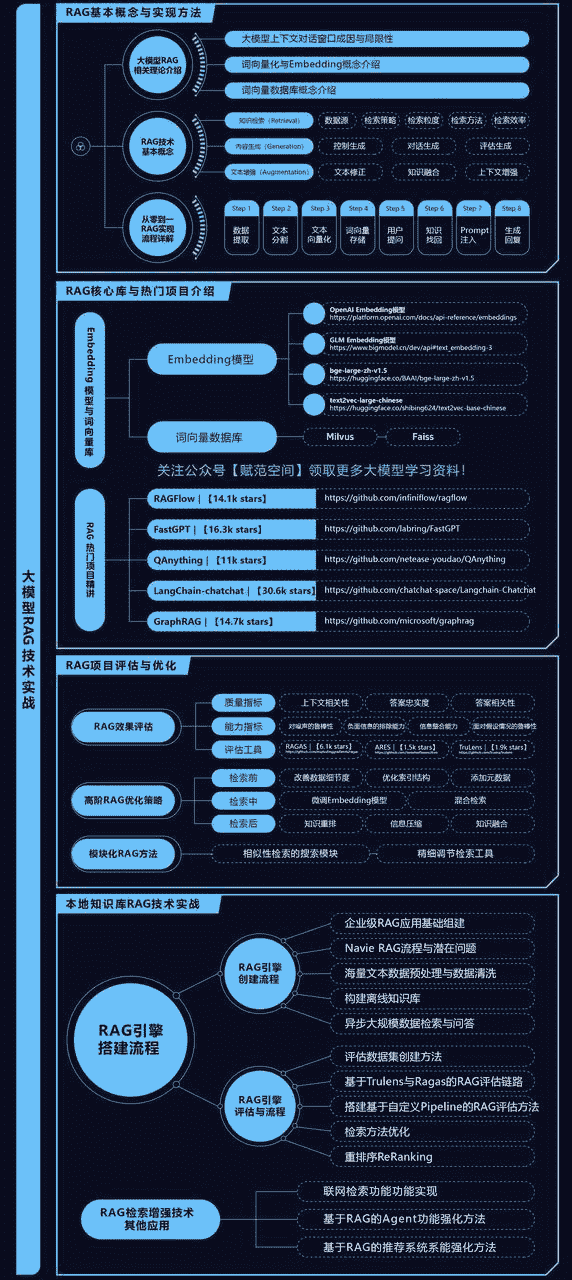 大模型RAG技术实战
RAG基本概念与实现方法
大模型RAG
相关理论介绍
大模型上下文对话窗口成因与局限性
词向量化与Embedding概念介绍
词向量数据库概念介绍
RAG技术
基本概念
知识检索（Retrieval）
数据源
检索策略
检索粒度
检索方法
检索效率
内容生成（Generation）
控制生成
对话生成
评估生成
文本增强（Augmentation）
文本修正
知识融合
上下文增强
从零到一
RAG实现
流程详解
Step 1
数据
提取
Step 2
文本
分割
Step 3
文本
向量化
Step 4
词向量
存储
Step 5
用户
提问
Step 6
知识
找回
Step 7
Prompt
注入
Step 8
生成
回复
RAG核心库与热门项目介绍
Embedding 模型与词向量库
Embedding模型
OpenAI Embedding模型
https://platform.openai.com/docs/api-reference/embeddings
GLM Embedding模型
https://www.bigmodel.cn/dev/api#text_embedding-3
bge-large-zh-v1.5
https://huggingface.co/BAAI/bge-large-zh-v1.5
text2vec-large-chinese
https://huggingface.co/shibing624/text2vec-base-chinese
词向量数据库
Milvus
Faiss
关注公众号【赋范空间】领取更多大模型学习资料！
RAG 热门项目精讲
RAGFlow | 【14.1k stars】
https://github.com/infiniflow/ragflow
FastGPT | 【16.3k stars】
https://github.com/labring/FastGPT
QAnything | 【11k stars】
https://github.com/netease-youdao/QAnything
LangChain-chatchat | 【30.6k stars】
https://github.com/chatchat-space/Langchain-Chatchat
GraphRAG | 【14.7k stars】
https://github.com/microsoft/graphrag
RAG项目评估与优化
RAG效果评估
质量指标
上下文相关性
答案忠实度
答案相关性
能力指标
对噪声的鲁棒性
负面信息的排除能力
信息整合能力
面对假设情况的鲁棒性
评估工具
RAGAS | 【6.1k stars】
ARES | 【1.5k stars】
TruLens | 【1.9k stars】
高阶RAG优化策略
检索前
改善数据细节度
优化索引结构
添加元数据
检索中
微调Embedding模型
混合检索
检索后
知识重排
信息压缩
知识融合
模块化RAG方法
相似性检索的搜索模块
精细调节检索工具
本地知识库RAG技术实战
RAG引擎
搭建流程
RAG引擎
创建流程
企业级RAG应用基础组建
Navie RAG流程与潜在问题
海量文本数据预处理与数据清洗
构建离线知识库
异步大规模数据检索与问答
RAG引擎
评估与流程
评估数据集创建方法
基于Trulens与Ragas的RAG评估链路
搭建基于自定义Pipeline的RAG评估方法
检索方法优化
重排序ReRanking
RAG检索增强技术
其他应用
联网检索功能功能实现
基于RAG的Agent功能强化方法
基于RAG的推荐系统系能强化方法